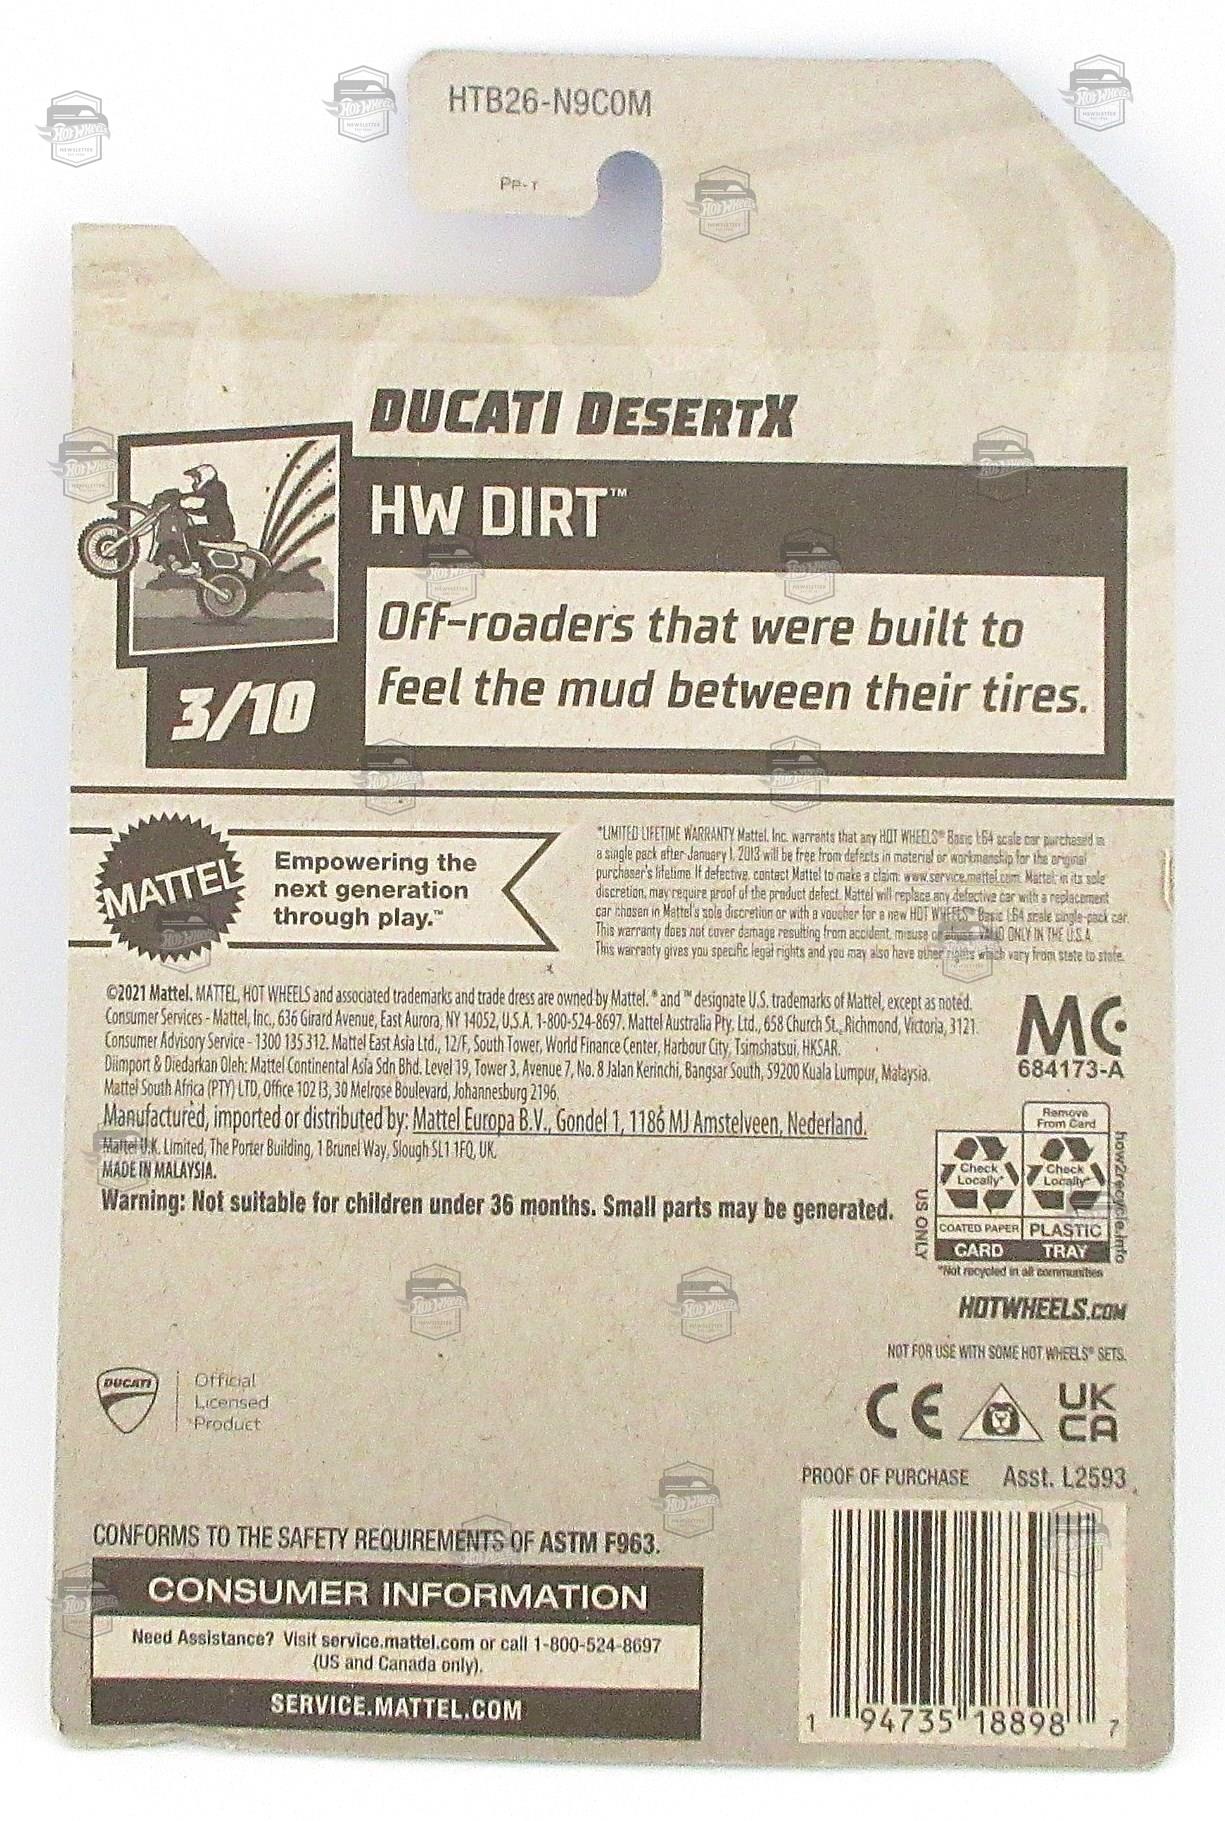 HTB26-N9C0M
PP-T
DUCATI DESERTX
HW DIRT™
Off-roaders that were built to
feel the mud between their tires.
3/10
MATTEL
Empowering the
next generation
through play.™
*LIMITED LIFETIME WARRANTY Mattel, Inc. warrants that any HOT WHEELS® Basic 1:64 scale car purchased in
a single pack after January 1, 2013 will be free from defects in material or workmanship for the original
purchaser's lifetime. If defective, contact Mattel to make a claim: www.service.mattel.com. Mattel, in its sole
discretion, may require proof of the product defect. Mattel will replace any defective car with a replacement
car chosen in Mattel's sole discretion or with a voucher for a new HOT WHEELS® Basic 1:64 scale single-pack car.
This warranty does not cover damage resulting from accident, misuse or abuse. VALID ONLY IN THE U.S.A.
This warranty gives you specific legal rights and you may also have other rights which vary from state to state.
©2021 Mattel. MATTEL, HOT WHEELS and associated trademarks and trade dress are owned by Mattel. ® and ™ designate U.S. trademarks of Mattel, except as noted.
Consumer Services - Mattel, Inc., 636 Girard Avenue, East Aurora, NY 14052, U.S.A. 1-800-524-8697. Mattel Australia Pty. Ltd., 658 Church St., Richmond, Victoria, 3121.
Consumer Advisory Service - 1300 135 312. Mattel East Asia Ltd., 12/F, South Tower, World Finance Center, Harbour City, Tsimshatsui, HKSAR.
Diimport & Diedarkan Oleh: Mattel Continental Asia Sdn Bhd. Level 19, Tower 3, Avenue 7, No. 8 Jalan Kerinchi, Bangsar South, 59200 Kuala Lumpur, Malaysia.
Mattel South Africa (PTY) LTD, Office 102 I3, 30 Melrose Boulevard, Johannesburg 2196.
Manufactured, imported or distributed by: Mattel Europa B.V., Gondel 1, 1186 MJ Amstelveen, Nederland.
Mattel U.K. Limited, The Porter Building, 1 Brunel Way, Slough SL1 1FQ, UK.
MADE IN MALAYSIA.
Warning: Not suitable for children under 36 months. Small parts may be generated.
MC
684173-A
Remove
From Card
Check
Locally*
Check
Locally*
COATED PAPER
PLASTIC
CARD
TRAY
US ONLY
how2recycle.info
*Not recycled in all communities
HOTWHEELS.COM
NOT FOR USE WITH SOME HOT WHEELS® SETS.
DUCATI
Official
Licensed
Product
CE
UK
CA
PROOF OF PURCHASE Asst. L2593
CONFORMS TO THE SAFETY REQUIREMENTS OF ASTM F963.
CONSUMER INFORMATION
Need Assistance? Visit service.mattel.com or call 1-800-524-8697
(US and Canada only).
SERVICE.MATTEL.COM
1 94735 18898 7